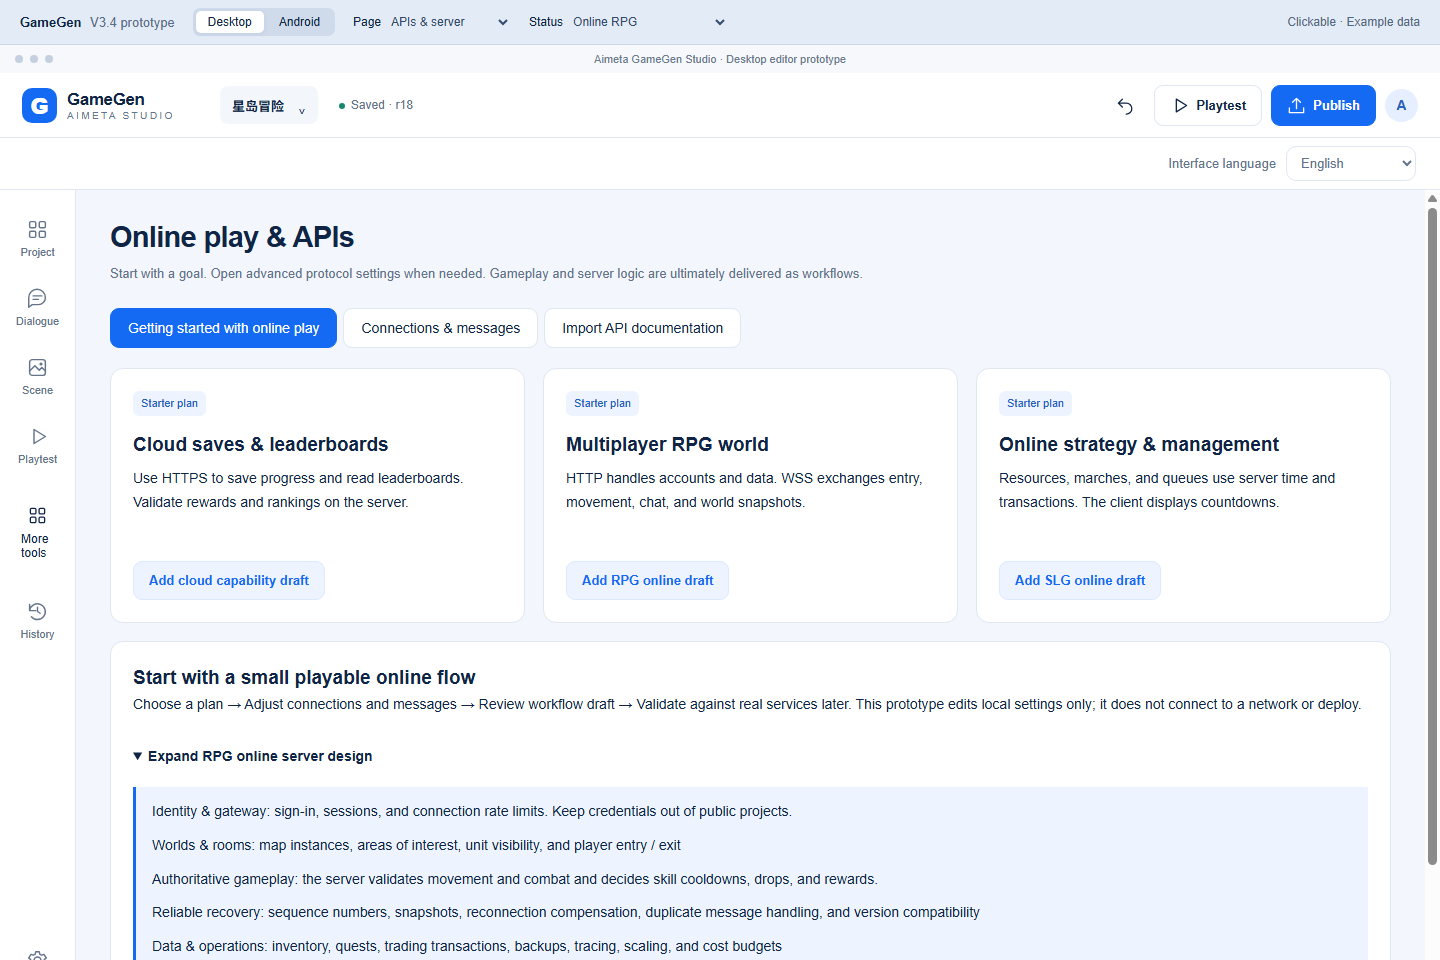 GameGen V3.4 prototype Desktop Android Page APIs & server Status Online RPG Clickable · Example data
Aimeta GameGen Studio · Desktop editor prototype
G GameGen
AIMETA STUDIO
星岛冒险
Saved · r18
Playtest
Publish
A
Interface language English
Project
Dialogue
Scene
Playtest
More
tools
History
Online play & APIs
Start with a goal. Open advanced protocol settings when needed. Gameplay and server logic are ultimately delivered as workflows.
Getting started with online play Connections & messages Import API documentation
Starter plan
Cloud saves & leaderboards
Use HTTPS to save progress and read leaderboards.
Validate rewards and rankings on the server.
Add cloud capability draft
Starter plan
Multiplayer RPG world
HTTP handles accounts and data. WSS exchanges entry,
movement, chat, and world snapshots.
Add RPG online draft
Starter plan
Online strategy & management
Resources, marches, and queues use server time and
transactions. The client displays countdowns.
Add SLG online draft
Start with a small playable online flow
Choose a plan → Adjust connections and messages → Review workflow draft → Validate against real services later. This prototype edits local settings only; it does not connect to a network or deploy.
▼ Expand RPG online server design
Identity & gateway: sign-in, sessions, and connection rate limits. Keep credentials out of public projects.
Worlds & rooms: map instances, areas of interest, unit visibility, and player entry / exit
Authoritative gameplay: the server validates movement and combat and decides skill cooldowns, drops, and rewards.
Reliable recovery: sequence numbers, snapshots, reconnection compensation, duplicate message handling, and version compatibility
Data & operations: inventory, quests, trading transactions, backups, tracing, scaling, and cost budgets